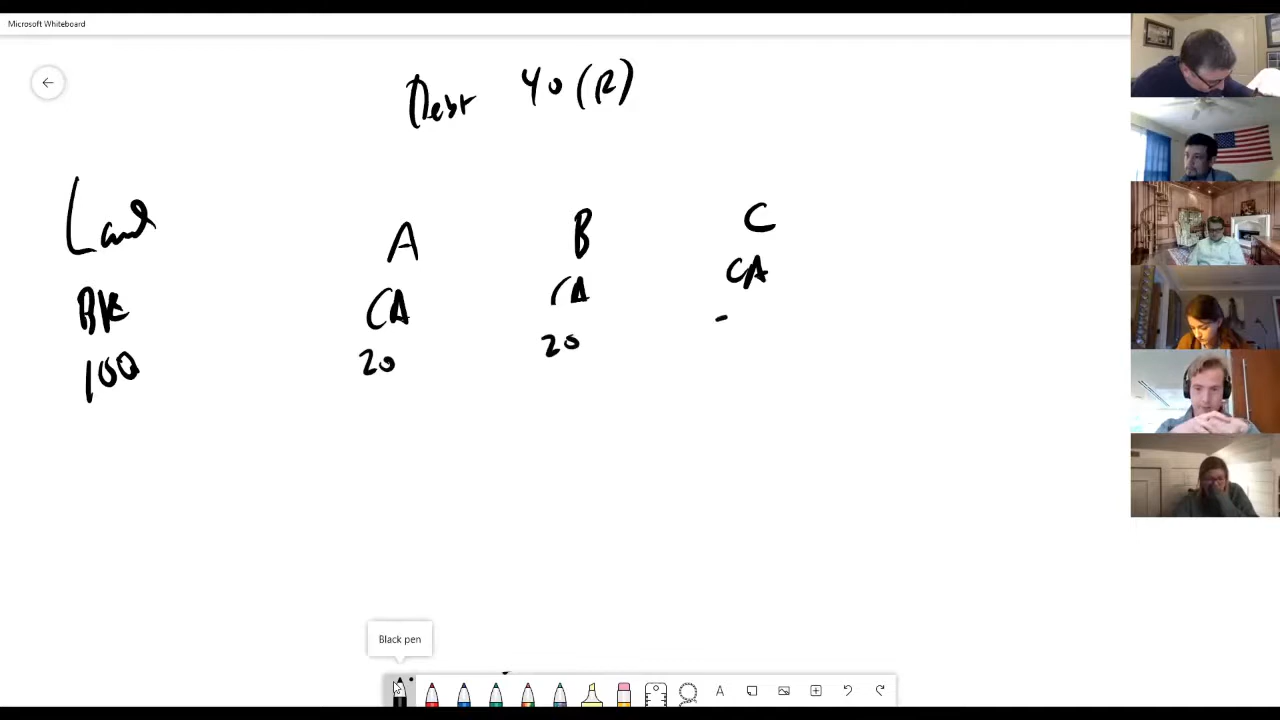 Microsoft Whiteboard
Debt 40 (R)
Land A B C
BK CA CA CA
100 20 20 -
Black pen
A